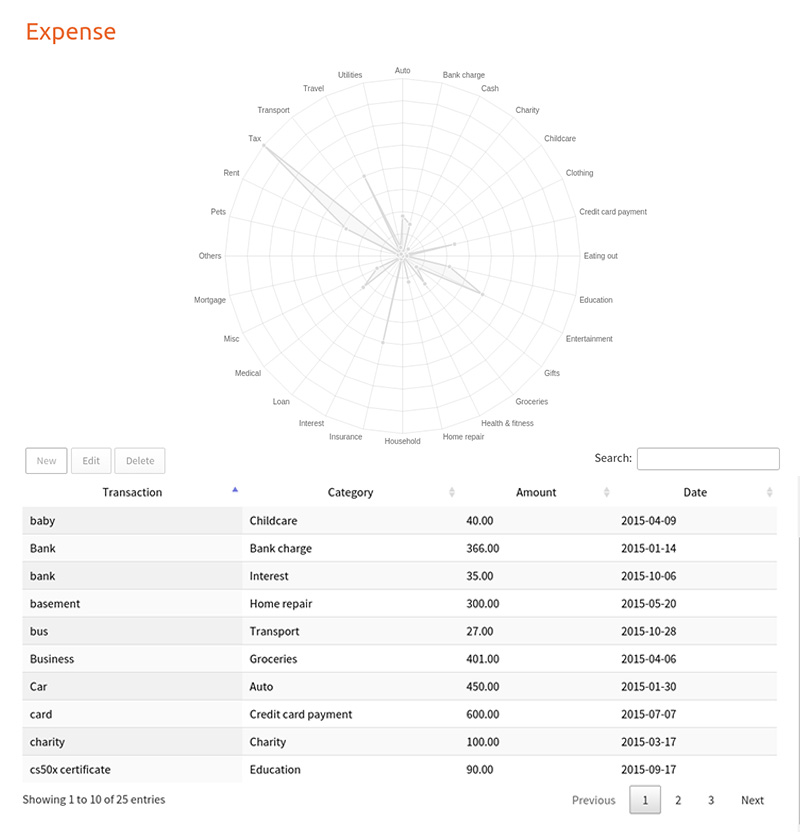 Expense
Auto
Utilities
Bank charge
Travel
Cash
Transport
Charity
Tax
Childcare
Rent
Clothing
Pets
Credit card payment
Others
Eating out
Mortgage
Education
Misc
Entertainment
Medical
Gifts
Loan
Groceries
Interest
Health & fitness
Insurance
Home repair
Household
New Edit Delete Search:
Transaction Category Amount Date
baby Childcare 40.00 2015-04-09
Bank Bank charge 366.00 2015-01-14
bank Interest 35.00 2015-10-06
basement Home repair 300.00 2015-05-20
bus Transport 27.00 2015-10-28
Business Groceries 401.00 2015-04-06
Car Auto 450.00 2015-01-30
card Credit card payment 600.00 2015-07-07
charity Charity 100.00 2015-03-17
cs50x certificate Education 90.00 2015-09-17
Showing 1 to 10 of 25 entries Previous 1 2 3 Next